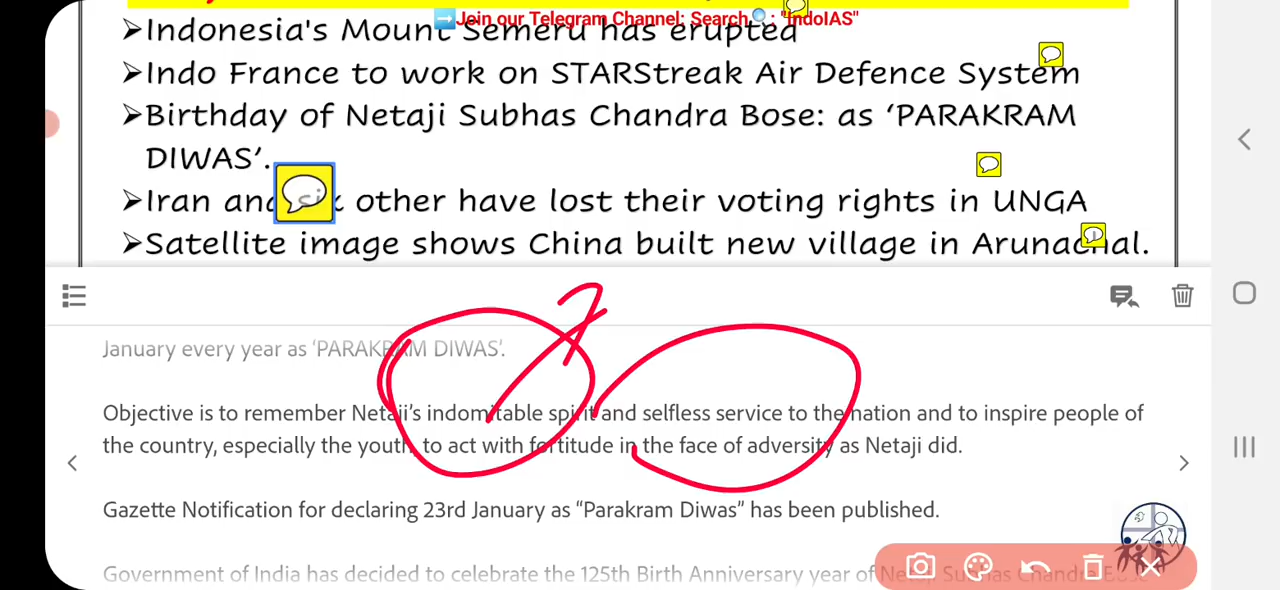 ➡Join our Telegram Channel: Search🔍: "IndoIAS"
➢Indonesia's Mount Semeru has erupted
➢Indo France to work on STARStreak Air Defence System
➢Birthday of Netaji Subhas Chandra Bose: as ‘PARAKRAM
DIWAS’.
➢Iran and six other have lost their voting rights in UNGA
➢Satellite image shows China built new village in Arunachal.
January every year as ‘PARAKRAM DIWAS’.
Objective is to remember Netaji’s indomitable spirit and selfless service to the nation and to inspire people of
the country, especially the youth, to act with fortitude in the face of adversity as Netaji did.
Gazette Notification for declaring 23rd January as “Parakram Diwas” has been published.
Government of India has decided to celebrate the 125th Birth Anniversary year of Netaji Subhas Chandra Bose